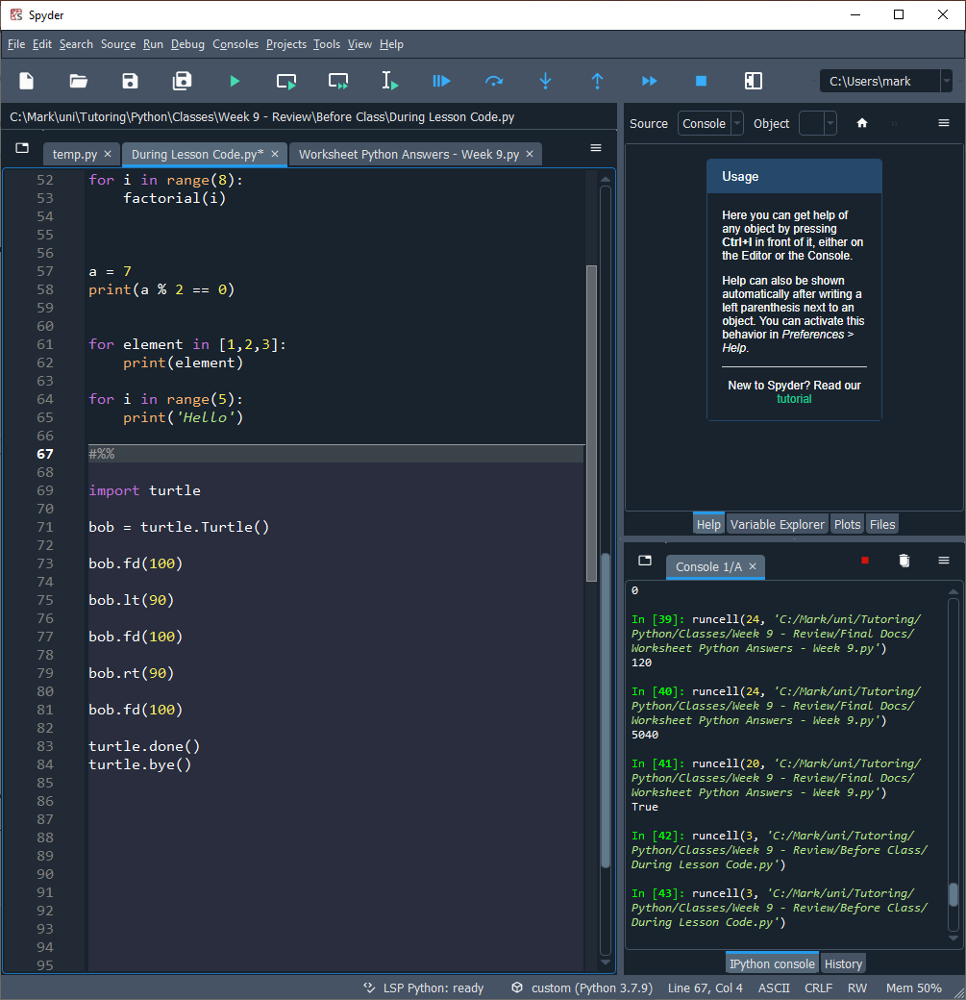 Spyder
File Edit Search Source Run Debug Consoles Projects Tools View Help
C:\Users\mark
C:\Mark\uni\Tutoring\Python\Classes\Week 9 - Review\Before Class\During Lesson Code.py
temp.py During Lesson Code.py* Worksheet Python Answers - Week 9.py
52 for i in range(8):
53 factorial(i)
54
55
56
57 a = 7
58 print(a % 2 == 0)
59
60
61 for element in [1,2,3]:
62 print(element)
63
64 for i in range(5):
65 print('Hello')
66
67 #%%
68
69 import turtle
70
71 bob = turtle.Turtle()
72
73 bob.fd(100)
74
75 bob.lt(90)
76
77 bob.fd(100)
78
79 bob.rt(90)
80
81 bob.fd(100)
82
83 turtle.done()
84 turtle.bye()
85
86
87
88
89
90
91
92
93
94
95
Source Console Object
Usage
Here you can get help of
any object by pressing
Ctrl+I in front of it, either on
the Editor or the Console.
Help can also be shown
automatically after writing a
left parenthesis next to an
object. You can activate this
behavior in Preferences >
Help.
New to Spyder? Read our
tutorial
Help Variable Explorer Plots Files
Console 1/A
0
In [39]: runcell(24, 'C:/Mark/uni/Tutoring/
Python/Classes/Week 9 - Review/Final Docs/
Worksheet Python Answers - Week 9.py')
120
In [40]: runcell(24, 'C:/Mark/uni/Tutoring/
Python/Classes/Week 9 - Review/Final Docs/
Worksheet Python Answers - Week 9.py')
5040
In [41]: runcell(20, 'C:/Mark/uni/Tutoring/
Python/Classes/Week 9 - Review/Final Docs/
Worksheet Python Answers - Week 9.py')
True
In [42]: runcell(3, 'C:/Mark/uni/Tutoring/
Python/Classes/Week 9 - Review/Before Class/
During Lesson Code.py')
In [43]: runcell(3, 'C:/Mark/uni/Tutoring/
Python/Classes/Week 9 - Review/Before Class/
During Lesson Code.py')
IPython console History
LSP Python: ready custom (Python 3.7.9) Line 67, Col 4 ASCII CRLF RW Mem 50%